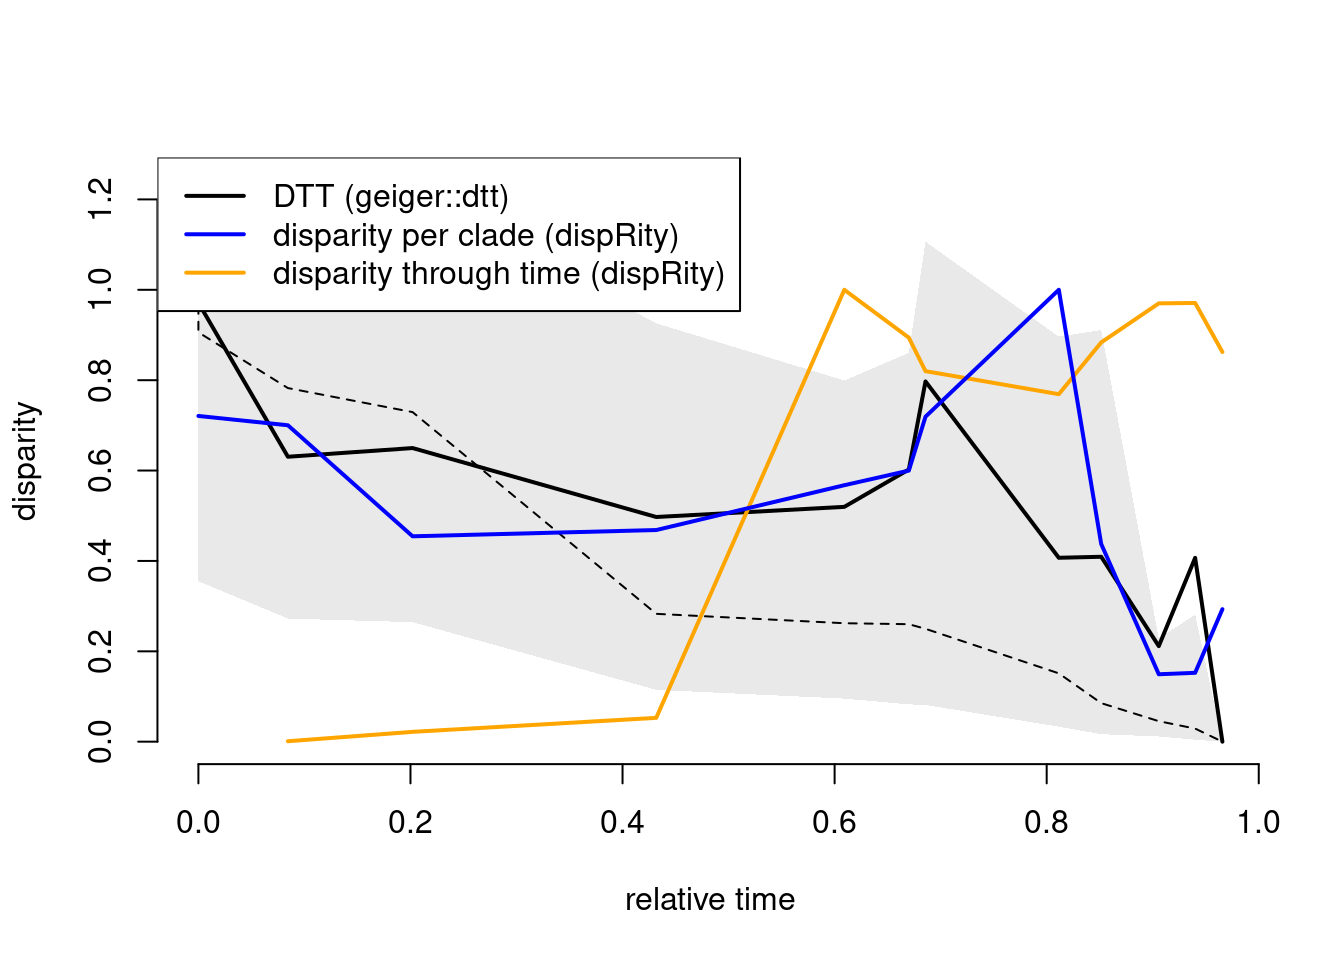 DTT (geiger::dtt)
disparity per clade (dispRity)
disparity through time (dispRity)
disparity
1.2
1.0
0.8
0.6
0.4
0.2
0.0
0.0 0.2 0.4 0.6 0.8 1.0
relative time